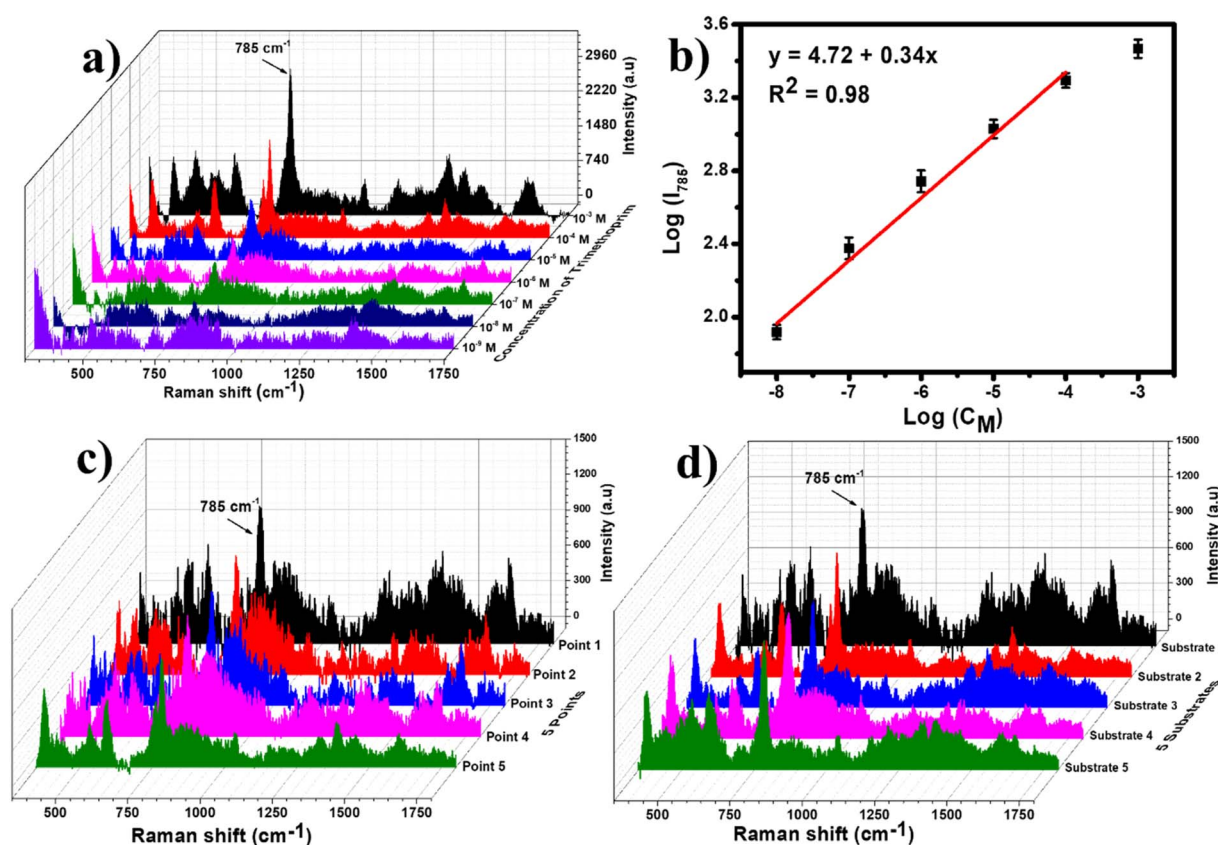 a)
785 cm⁻¹
2960
2220
1480
740
0
Intensity (a.u)
10⁻³ M
10⁻⁴ M
10⁻⁵ M
10⁻⁶ M
10⁻⁷ M
10⁻⁸ M
10⁻⁹ M
Concentration of Trimethoprim
500
750
1000
1250
1500
1750
Raman shift (cm⁻¹)
b)
y = 4.72 + 0.34x
R² = 0.98
3.6
3.2
2.8
2.4
2.0
Log (I₇₈₅)
-8
-7
-6
-5
-4
-3
Log (C_M)
c)
785 cm⁻¹
1500
1200
900
600
300
0
Intensity (a.u)
Point 1
Point 2
Point 3
Point 4
Point 5
5 Points
500
750
1000
1250
1500
1750
Raman shift (cm⁻¹)
d)
785 cm⁻¹
1500
1200
900
600
300
0
Intensity (a.u)
Substrate
Substrate 2
Substrate 3
Substrate 4
Substrate 5
5 Substrates
500
750
1000
1250
1500
1750
Raman shift (cm⁻¹)